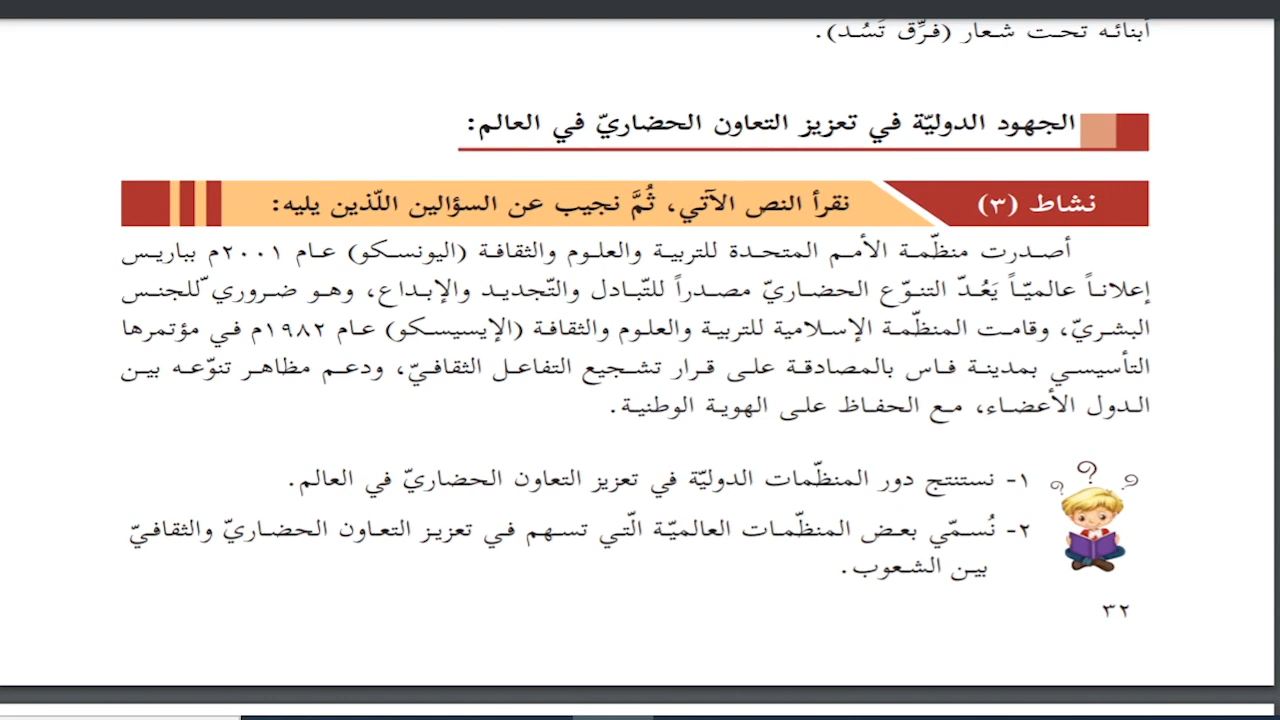 أبنائه تحت شعار (فرِّق تَسُد).
الجهود الدوليّة في تعزيز التعاون الحضاريّ في العالم:
نشاط (٣) نقرأ النص الآتي، ثُمَّ نجيب عن السؤالين اللّذين يليه:
أصدرت منظّمة الأمم المتحدة للتربية والعلوم والثقافة (اليونسكو) عام ٢٠٠١م بباريس
إعلاناً عالميّاً يَعُدّ التنوّع الحضاريّ مصدراً للتّبادل والتّجديد والإبداع، وهو ضروريّ للجنس
البشريّ، وقامت المنظّمة الإسلامية للتربية والعلوم والثقافة (الإيسيسكو) عام ١٩٨٢م في مؤتمرها
التأسيسي بمدينة فاس بالمصادقة على قرار تشجيع التفاعل الثقافيّ، ودعم مظاهر تنوّعه بين
الدول الأعضاء، مع الحفاظ على الهوية الوطنية.
١- نستنتج دور المنظّمات الدوليّة في تعزيز التعاون الحضاريّ في العالم.
٢- نُسمّي بعض المنظّمات العالميّة الّتي تسهم في تعزيز التعاون الحضاريّ والثقافيّ
بين الشعوب.
٣٢